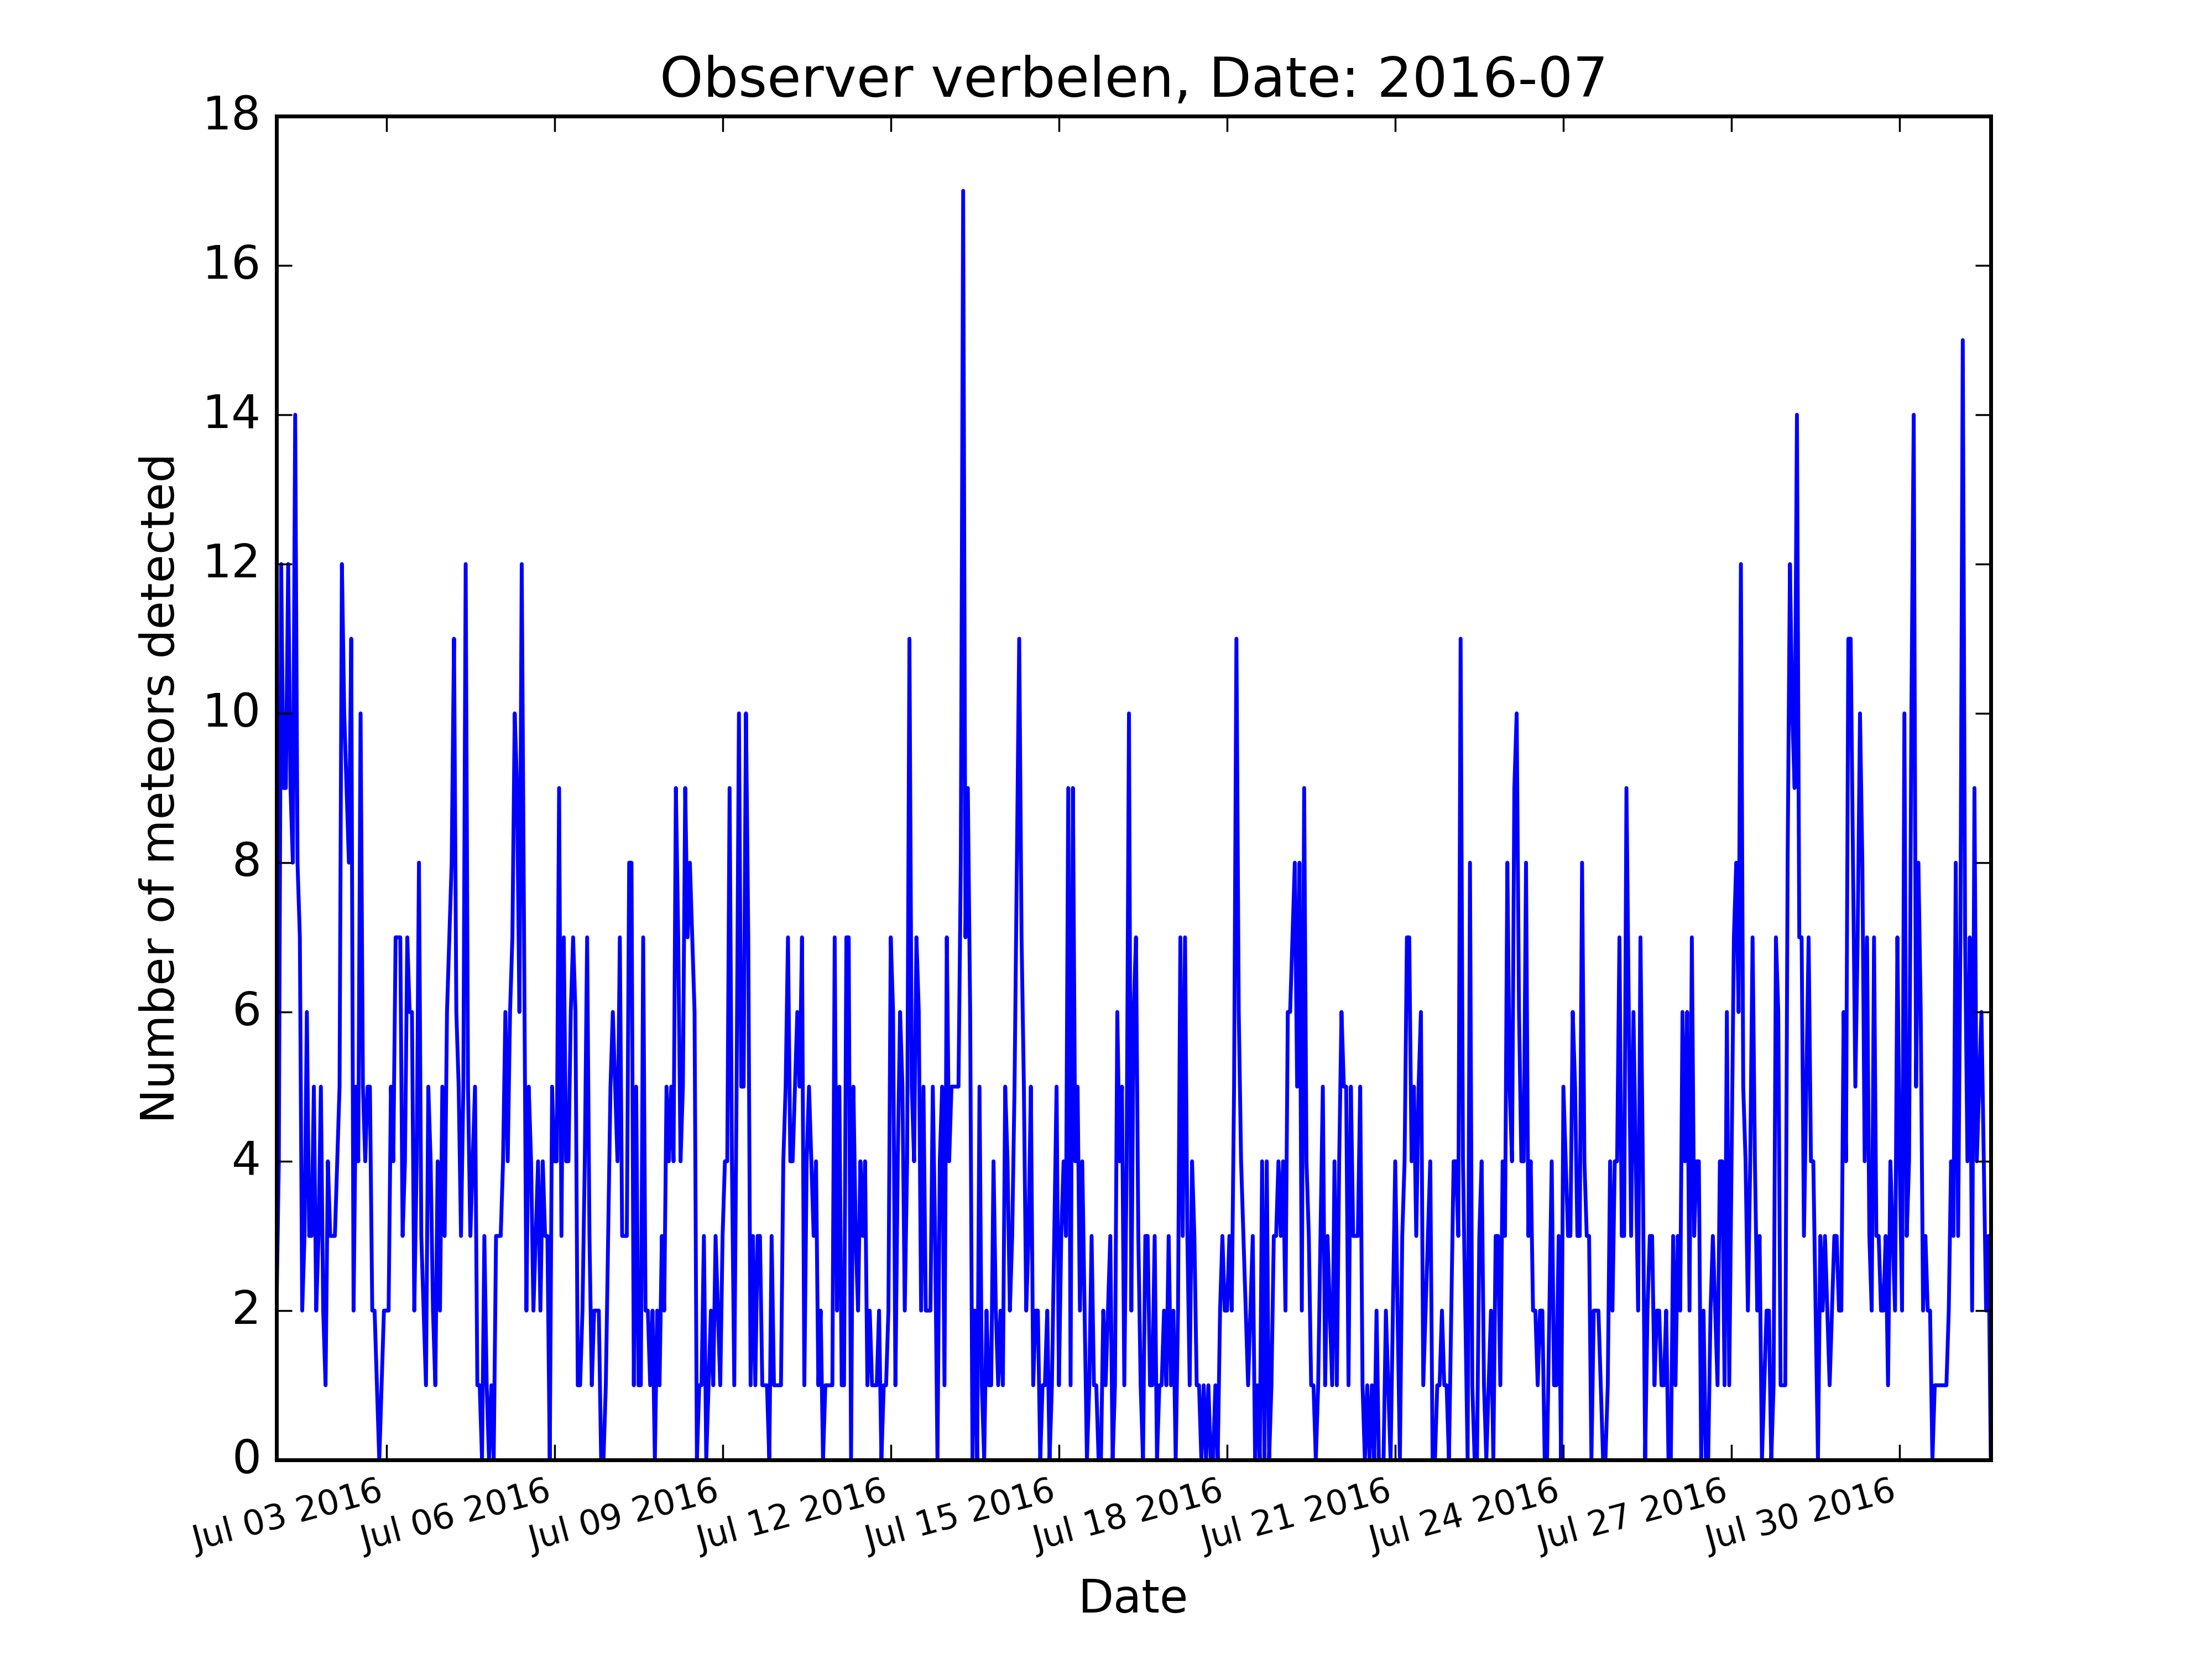 Observer verbelen, Date: 2016-07
Number of meteors detected
18
16
14
12
10
8
6
4
2
0
Jul 03 2016
Jul 06 2016
Jul 09 2016
Jul 12 2016
Jul 15 2016
Jul 18 2016
Jul 21 2016
Jul 24 2016
Jul 27 2016
Jul 30 2016
Date